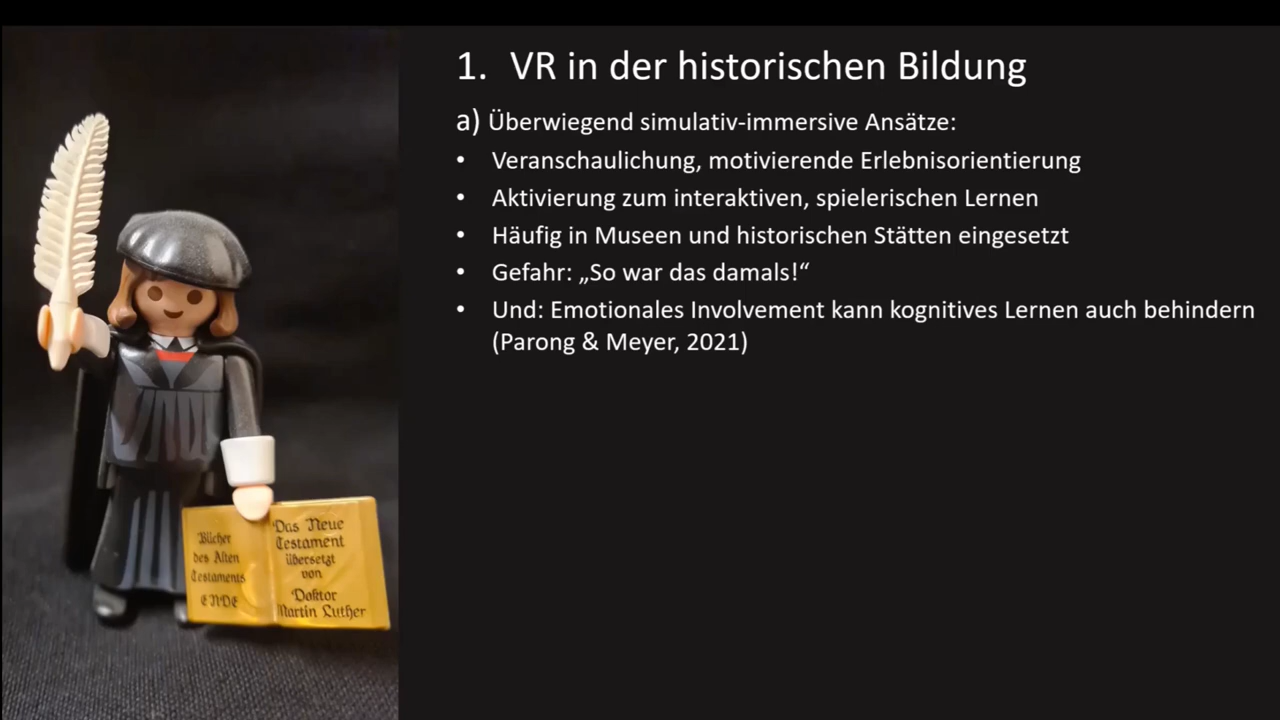 1. VR in der historischen Bildung
a) Überwiegend simulativ-immersive Ansätze:
• Veranschaulichung, motivierende Erlebnisorientierung
• Aktivierung zum interaktiven, spielerischen Lernen
• Häufig in Museen und historischen Stätten eingesetzt
• Gefahr: „So war das damals!“
• Und: Emotionales Involvement kann kognitives Lernen auch behindern
(Parong & Meyer, 2021)
Bücher
des Alten
Testaments
ENDE
Das Neue
Testament
übersetzt
von
Doktor
Martin Luther